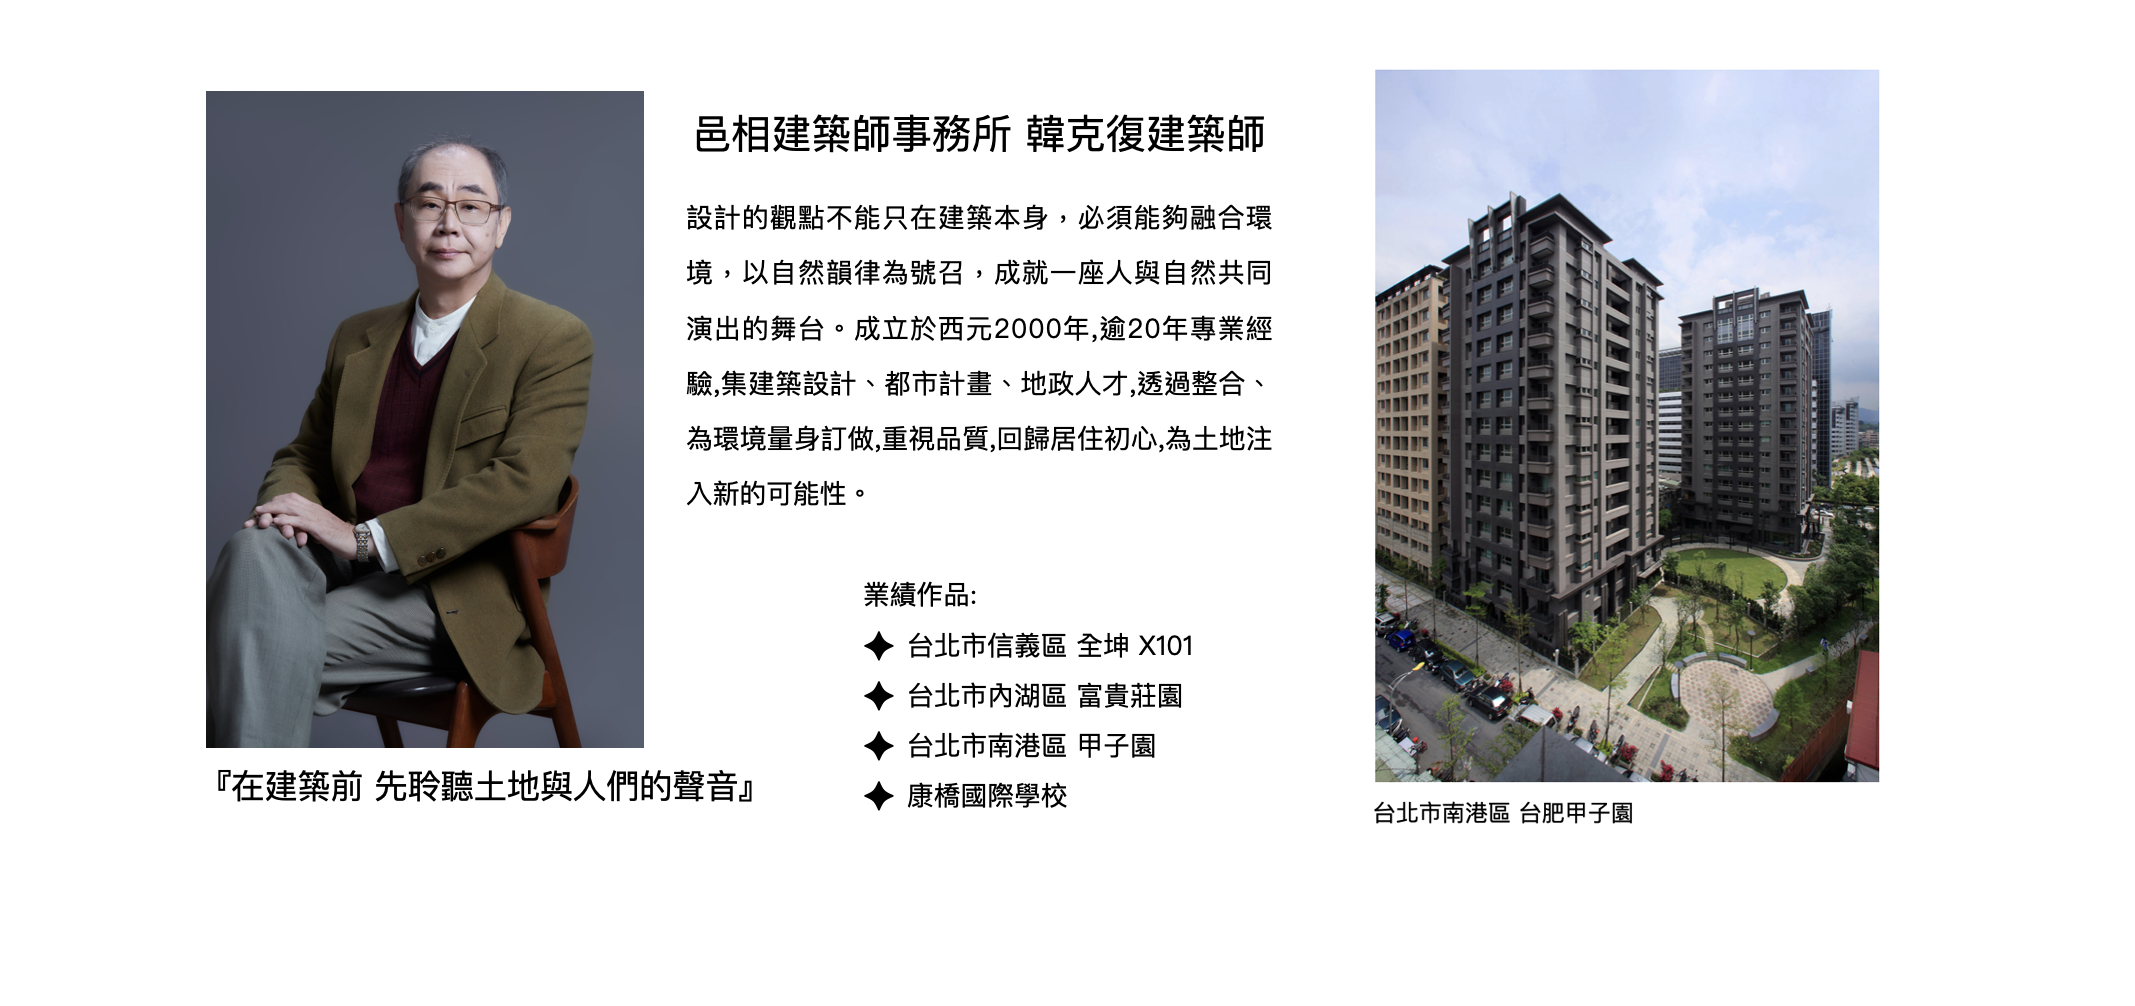 邑相建築師事務所 韓克復建築師
設計的觀點不能只在建築本身，必須能夠融合環
境，以自然韻律為號召，成就一座人與自然共同
演出的舞台。成立於西元2000年,逾20年專業經
驗,集建築設計、都市計畫、地政人才,透過整合、
為環境量身訂做,重視品質,回歸居住初心,為土地注
入新的可能性。
業績作品:
✦ 台北市信義區 全坤 X101
✦ 台北市內湖區 富貴莊園
✦ 台北市南港區 甲子園
✦ 康橋國際學校
『在建築前 先聆聽土地與人們的聲音』
台北市南港區 台肥甲子園